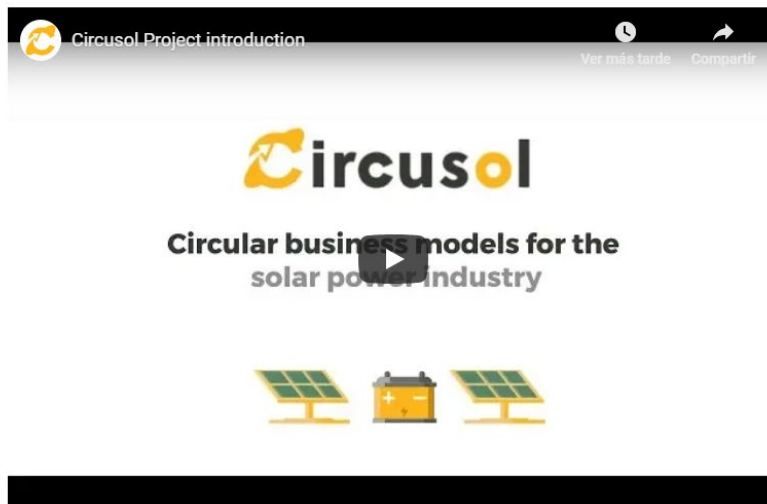 Circusol Project introduction
Ver más tarde
Compartir
Circusol
Circular business models for the
solar power industry